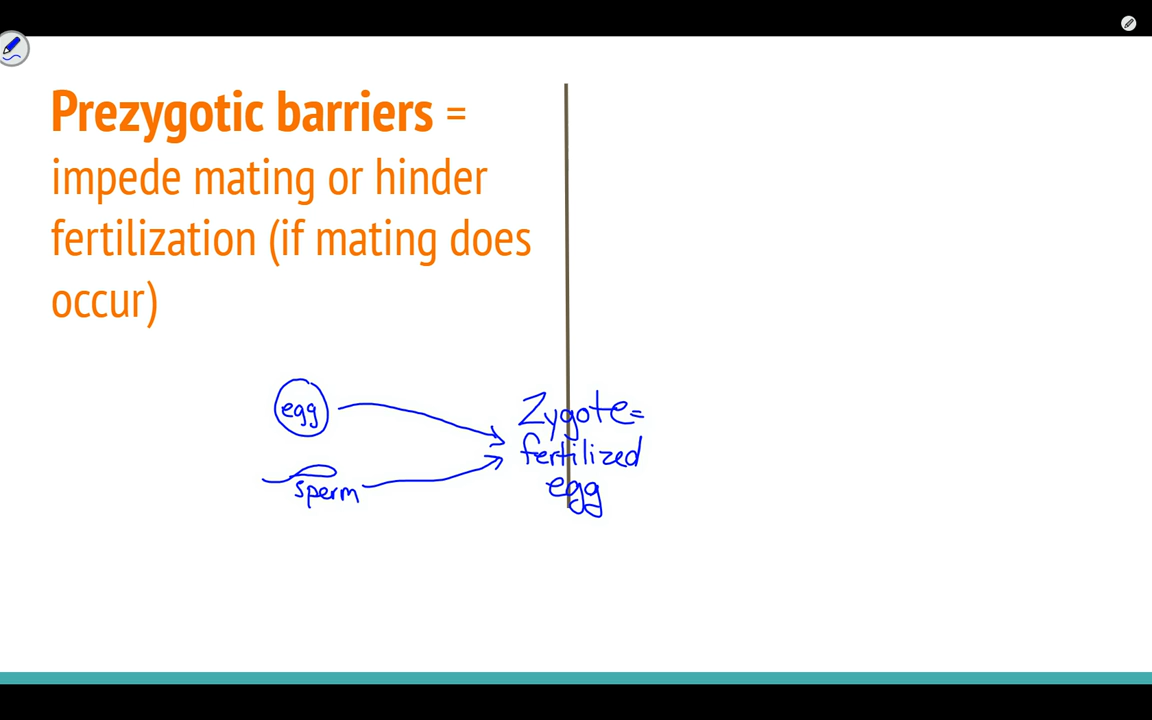 Prezygotic barriers =
impede mating or hinder
fertilization (if mating does
occur)
egg
sperm
Zygote=
fertilized
egg